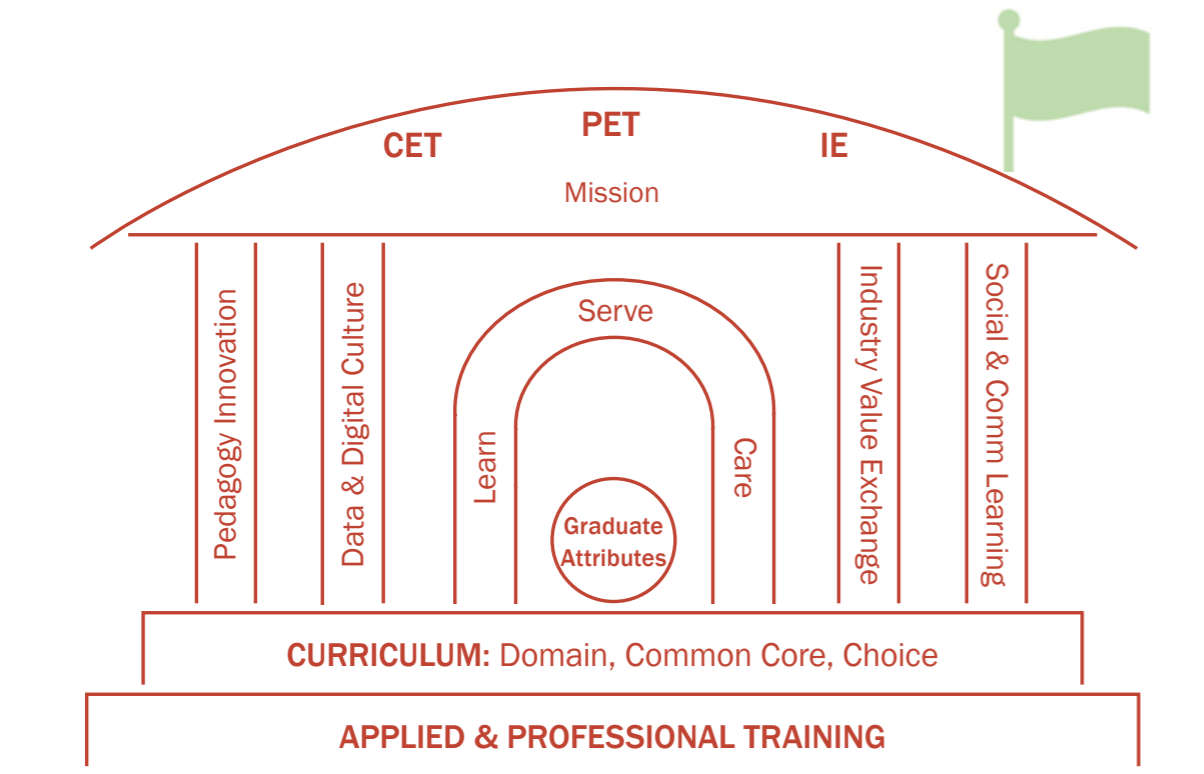 PET
CET
IE
Mission
Pedagogy Innovation
Data & Digital Culture
Serve
Learn
Care
Graduate
Attributes
Industry Value Exchange
Social & Comm Learning
CURRICULUM: Domain, Common Core, Choice
APPLIED & PROFESSIONAL TRAINING